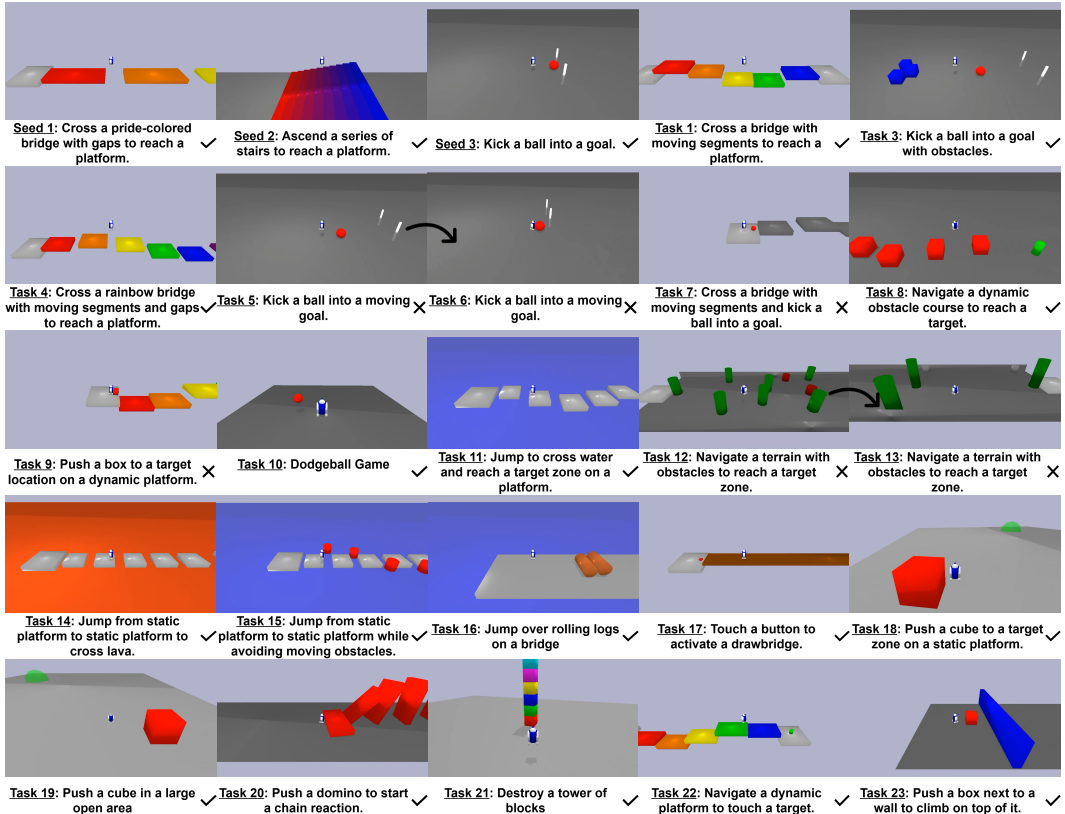 Seed 1: Cross a pride-colored
bridge with gaps to reach a
platform.
Seed 2: Ascend a series of
stairs to reach a platform.
Seed 3: Kick a ball into a goal.
Task 1: Cross a bridge with
moving segments to reach a
platform.
Task 3: Kick a ball into a goal
with obstacles.
Task 4: Cross a rainbow bridge
with moving segments and gaps
to reach a platform.
Task 5: Kick a ball into a moving
goal.
Task 6: Kick a ball into a moving
goal.
Task 7: Cross a bridge with
moving segments and kick a
ball into a goal.
Task 8: Navigate a dynamic
obstacle course to reach a
target.
Task 9: Push a box to a target
location on a dynamic platform.
Task 10: Dodgeball Game
Task 11: Jump to cross water
and reach a target zone on a
platform.
Task 12: Navigate a terrain with
obstacles to reach a target
zone.
Task 13: Navigate a terrain with
obstacles to reach a target
zone.
Task 14: Jump from static
platform to static platform to
cross lava.
Task 15: Jump from static
platform to static platform while
avoiding moving obstacles.
Task 16: Jump over rolling logs
on a bridge
Task 17: Touch a button to
activate a drawbridge.
Task 18: Push a cube to a target
zone on a static platform.
Task 19: Push a cube in a large
open area
Task 20: Push a domino to start
a chain reaction.
Task 21: Destroy a tower of
blocks
Task 22: Navigate a dynamic
platform to touch a target.
Task 23: Push a box next to a
wall to climb on top of it.